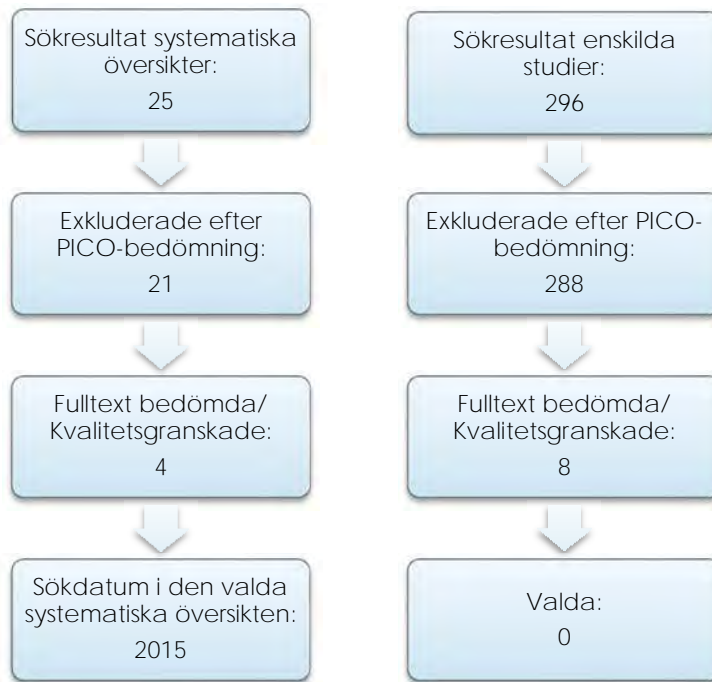 Sökresultat systematiska
översikter:
25
Exkluderade efter
PICO-bedömning:
21
Fulltext bedömda/
Kvalitetsgranskade:
4
Sökdatum i den valda
systematiska översikten:
2015
Sökresultat enskilda
studier:
296
Exkluderade efter PICO-
bedömning:
288
Fulltext bedömda/
Kvalitetsgranskade:
8
Valda:
0